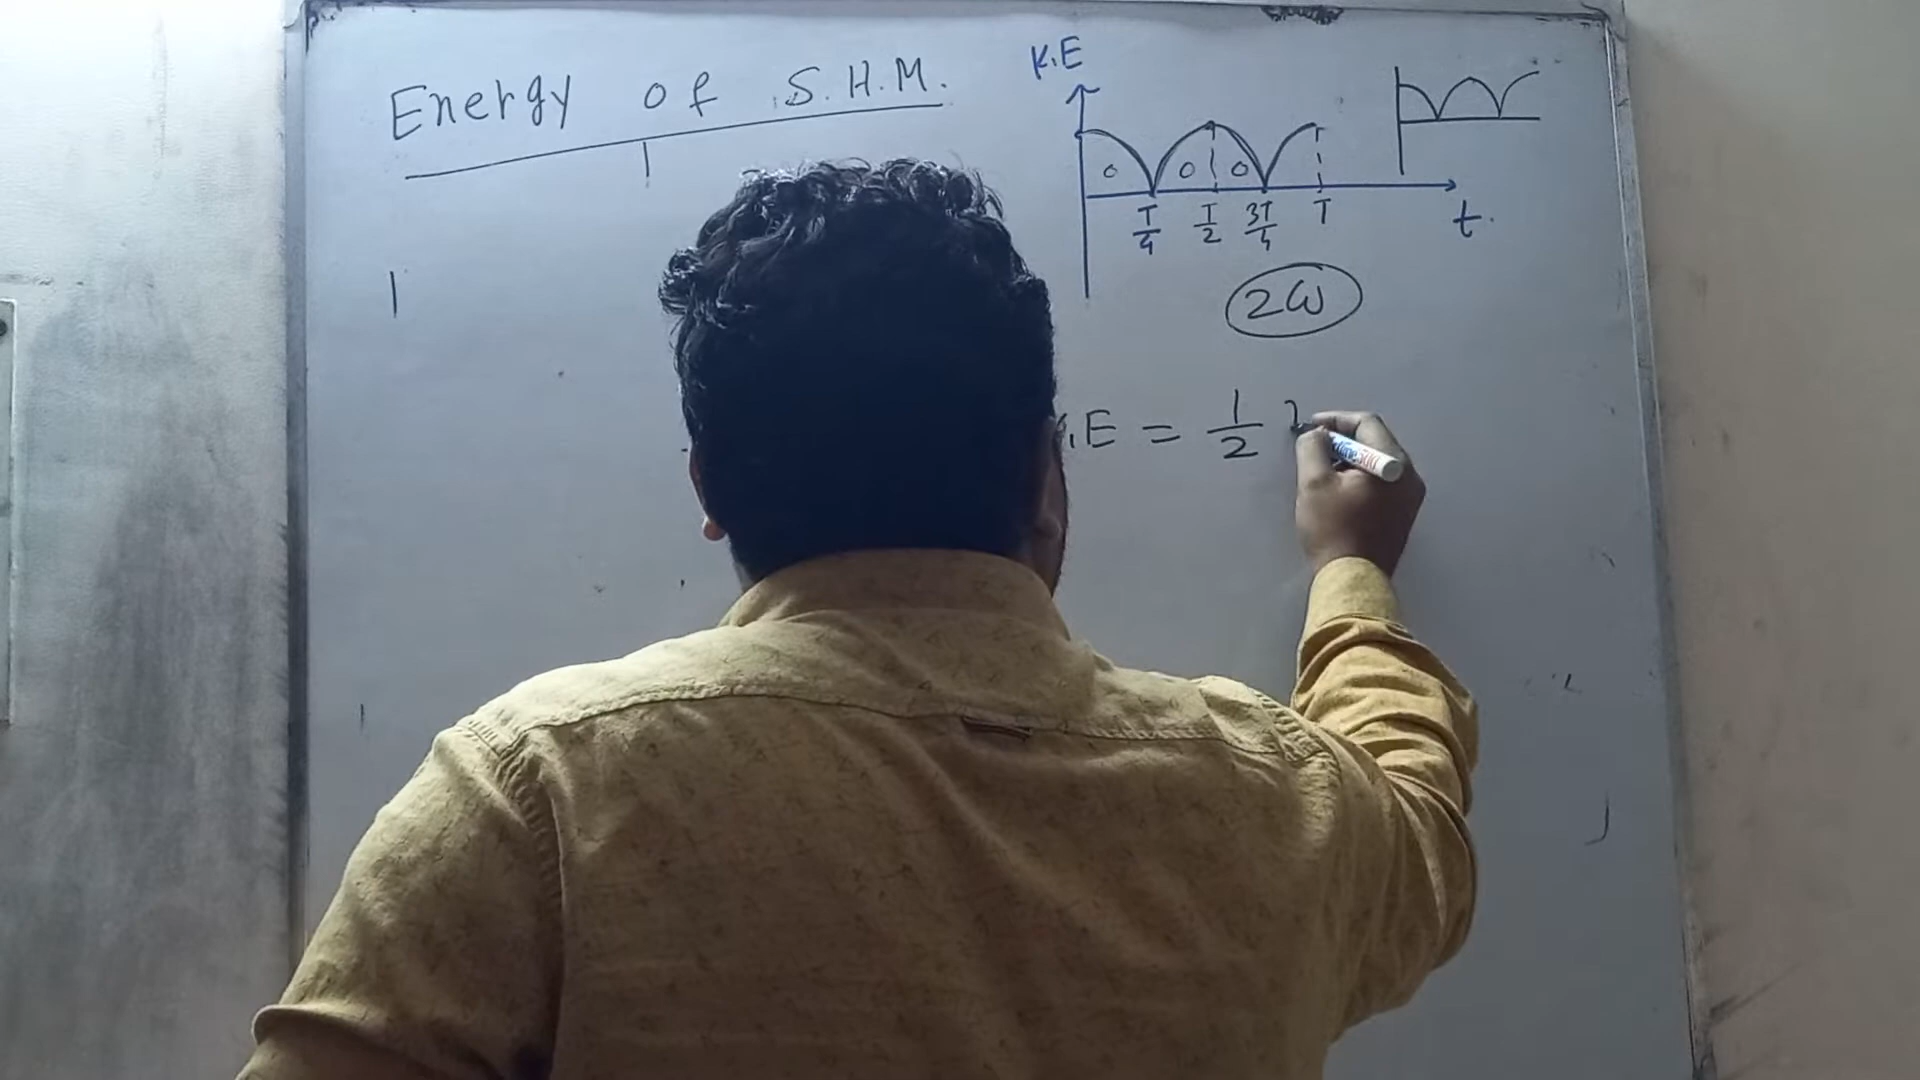 Energy of S.H.M.
K.E
0 0 0
T/4 T/2 3T/4 T t.
2ω
.E = 1/2